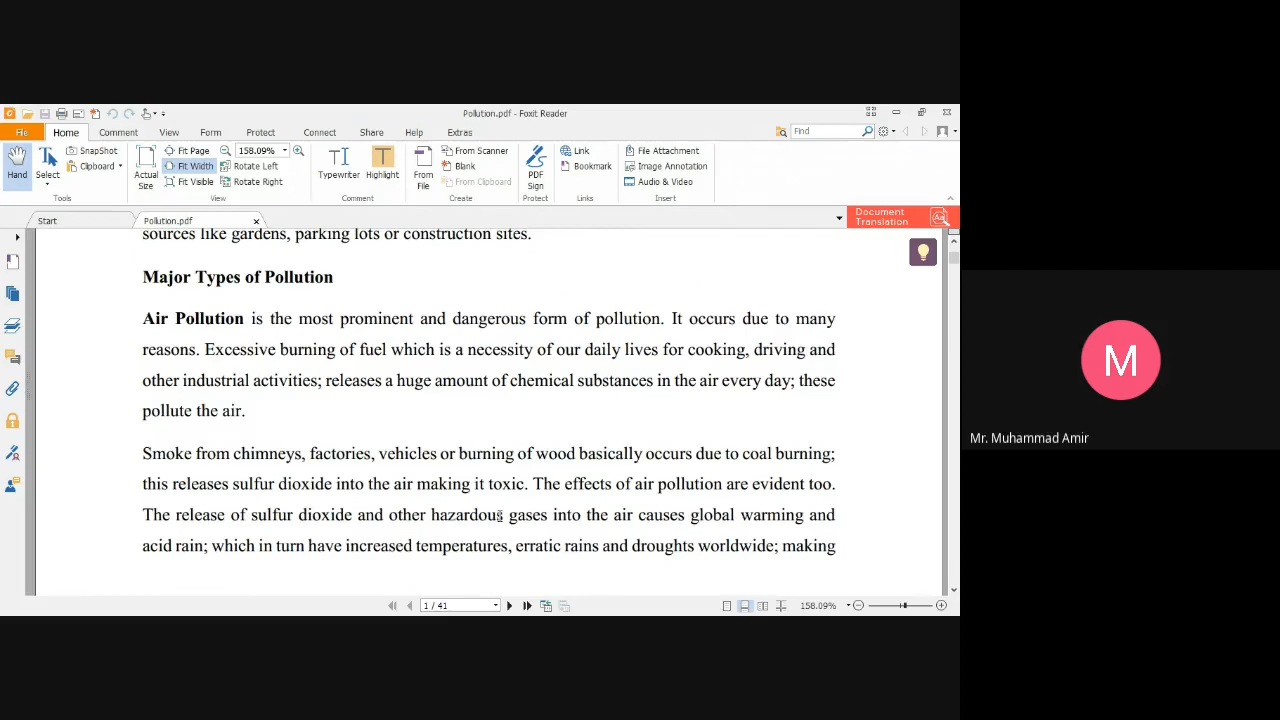 Pollution.pdf - Foxit Reader
File Home Comment View Form Protect Connect Share Help Extras Find
SnapShot Fit Page 158.09% From Scanner Link File Attachment
Clipboard Fit Width Rotate Left Blank Bookmark Image Annotation
Hand Select Actual Size Fit Visible Rotate Right Typewriter Highlight From File From Clipboard PDF Sign Audio & Video
Tools View Comment Create Protect Links Insert
Start Pollution.pdf Document Translation
sources like gardens, parking lots or construction sites.
Major Types of Pollution
Air Pollution is the most prominent and dangerous form of pollution. It occurs due to many
reasons. Excessive burning of fuel which is a necessity of our daily lives for cooking, driving and
other industrial activities; releases a huge amount of chemical substances in the air every day; these
pollute the air.
Smoke from chimneys, factories, vehicles or burning of wood basically occurs due to coal burning;
this releases sulfur dioxide into the air making it toxic. The effects of air pollution are evident too.
The release of sulfur dioxide and other hazardous gases into the air causes global warming and
acid rain; which in turn have increased temperatures, erratic rains and droughts worldwide; making
1 / 41 158.09%
M
Mr. Muhammad Amir